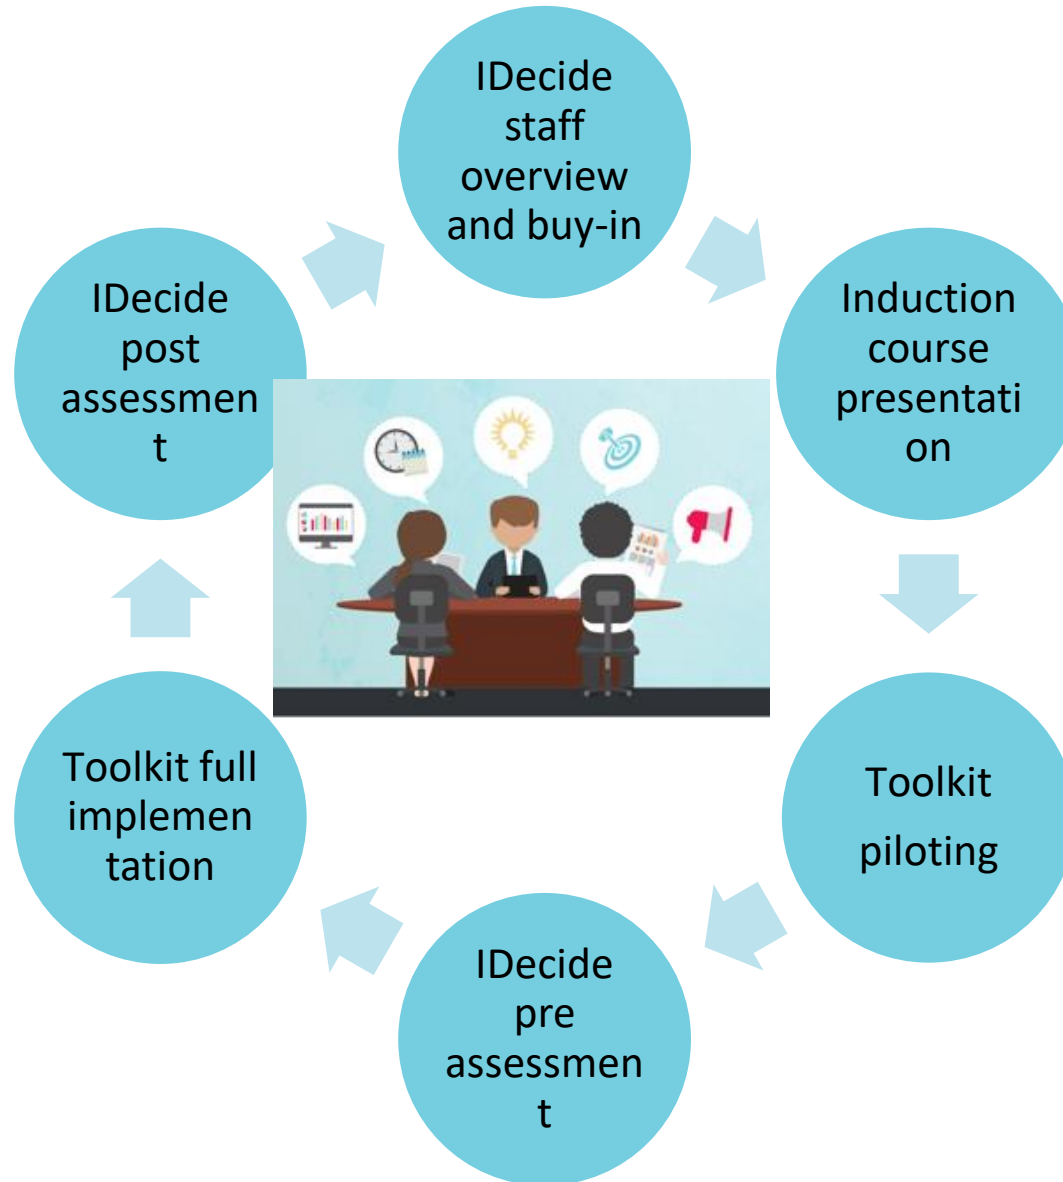 IDecide
staff
overview
and buy-in
Induction
course
presentati
on
Toolkit
piloting
IDecide
pre
assessmen
t
Toolkit full
implemen
tation
IDecide
post
assessmen
t